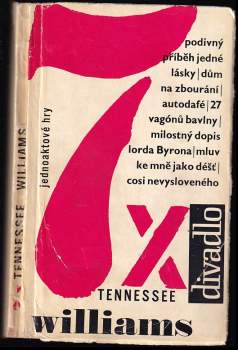 TENNESSEE WILLIAMS
7
jednoaktové hry
podivný
příběh jedné
lásky|dům
na zbourání|
autodafé|27
vagónů bavlny|
milostný dopis
lorda Byrona|mluv
ke mně jako déšť|
cosi nevysloveného
X
divadlo
TENNESSEE
williams